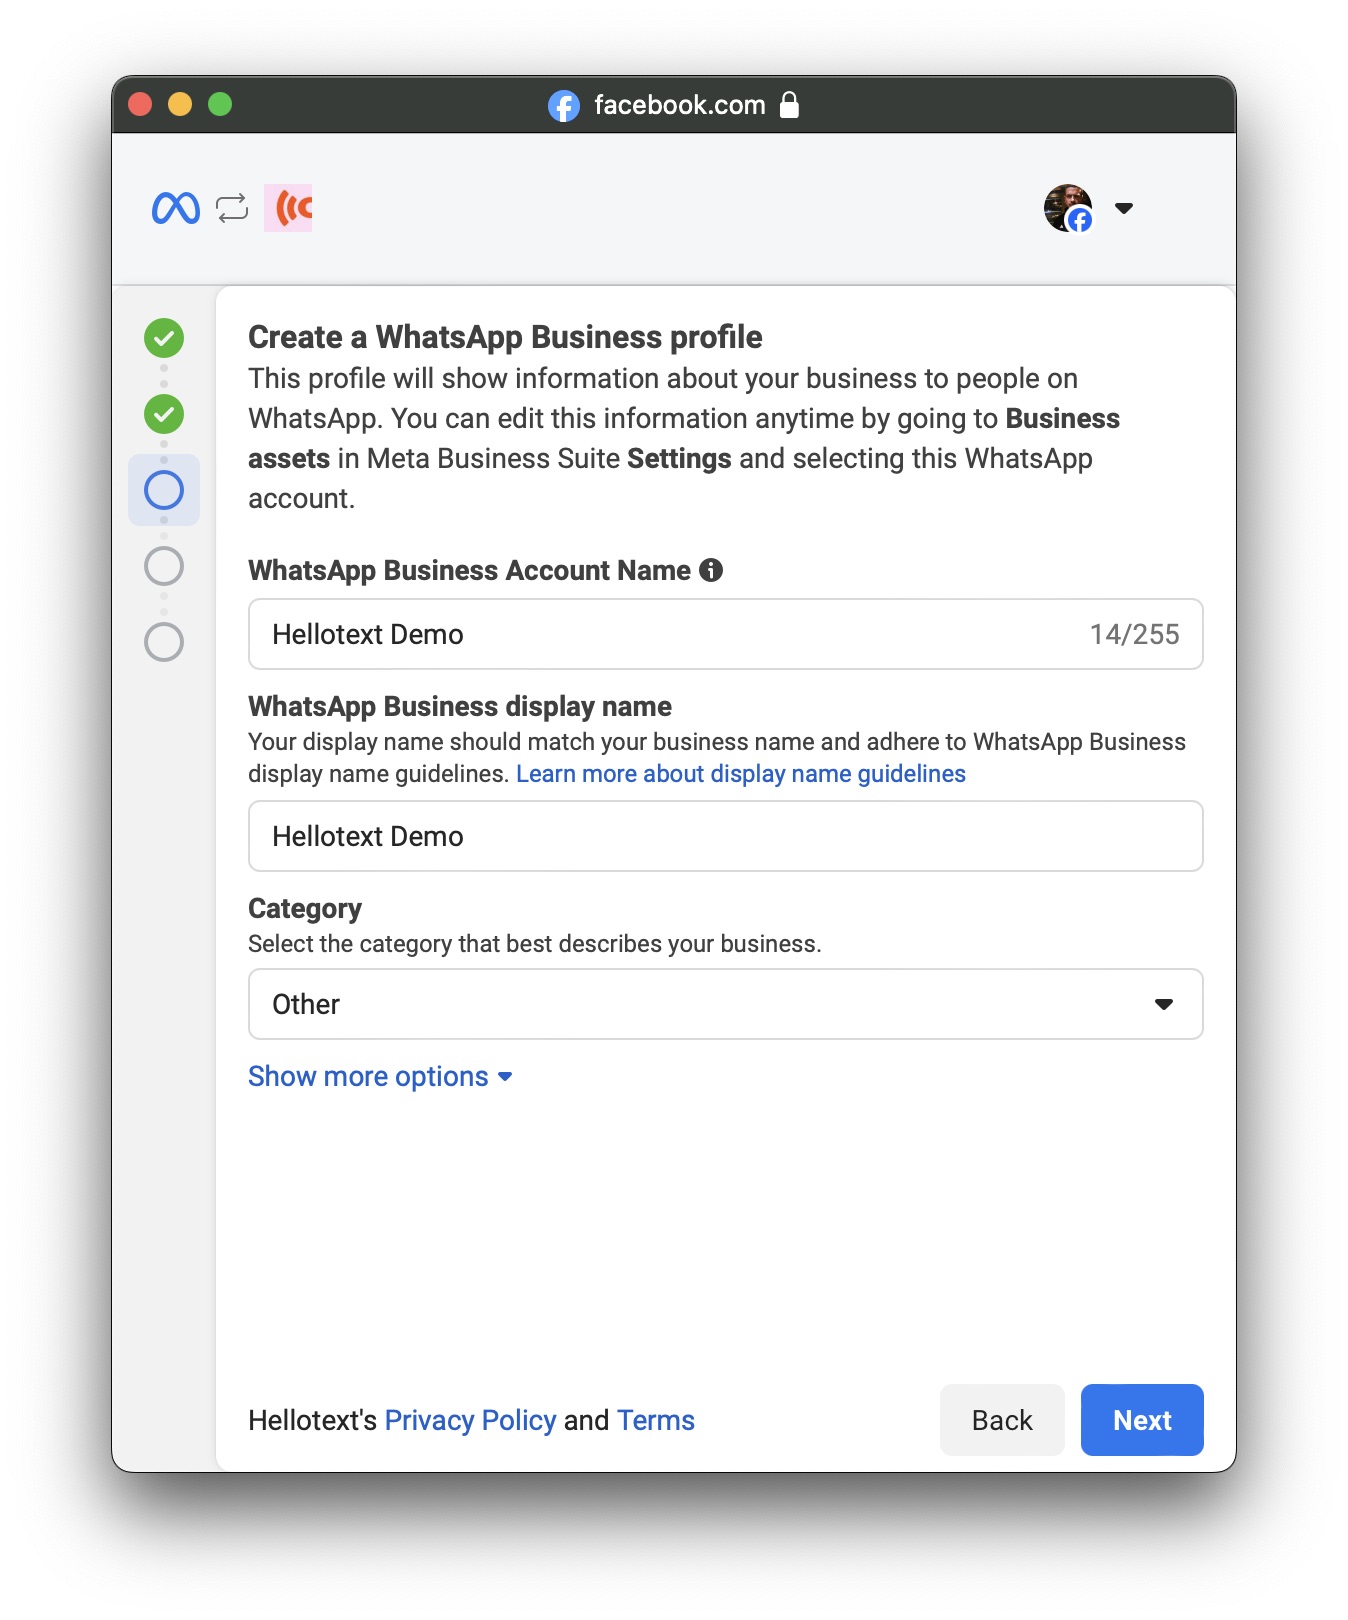 facebook.com
Create a WhatsApp Business profile
This profile will show information about your business to people on
WhatsApp. You can edit this information anytime by going to Business
assets in Meta Business Suite Settings and selecting this WhatsApp
account.
WhatsApp Business Account Name
Hellotext Demo 14/255
WhatsApp Business display name
Your display name should match your business name and adhere to WhatsApp Business
display name guidelines. Learn more about display name guidelines
Hellotext Demo
Category
Select the category that best describes your business.
Other
Show more options
Hellotext's Privacy Policy and Terms
Back Next